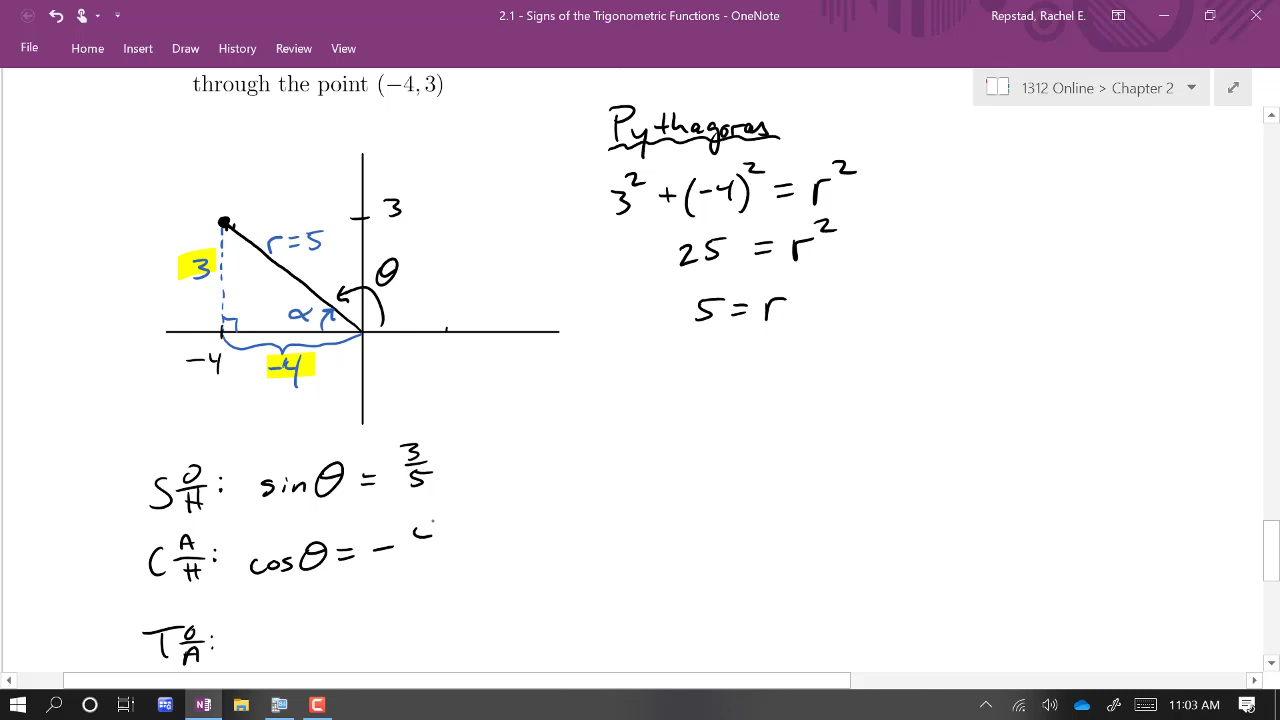 2.1 - Signs of the Trigonometric Functions - OneNote
Repstad, Rachel E.
File Home Insert Draw History Review View
1312 Online > Chapter 2
through the point (−4, 3)
Pythagoras
3² + (-4)² = r²
25 = r²
5 = r
3
r = 5
3
θ
α
-4
-4
S O/H : sin θ = 3/5
C A/H : cos θ = -
T O/A :
11:03 AM